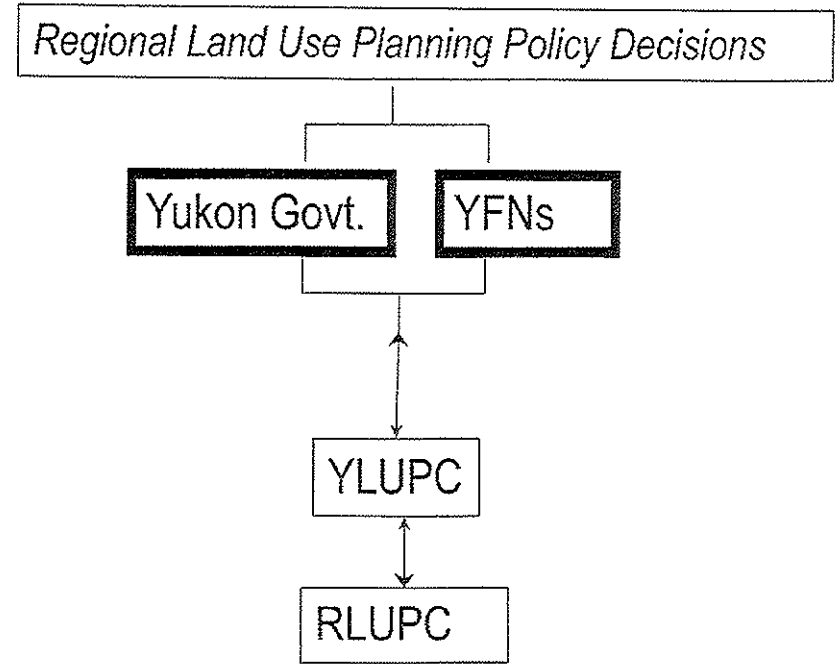 Regional Land Use Planning Policy Decisions
Yukon Govt.
YFNs
YLUPC
RLUPC